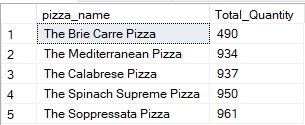 pizza_name Total_Quantity
1 The Brie Carre Pizza 490
2 The Mediterranean Pizza 934
3 The Calabrese Pizza 937
4 The Spinach Supreme Pizza 950
5 The Soppressata Pizza 961